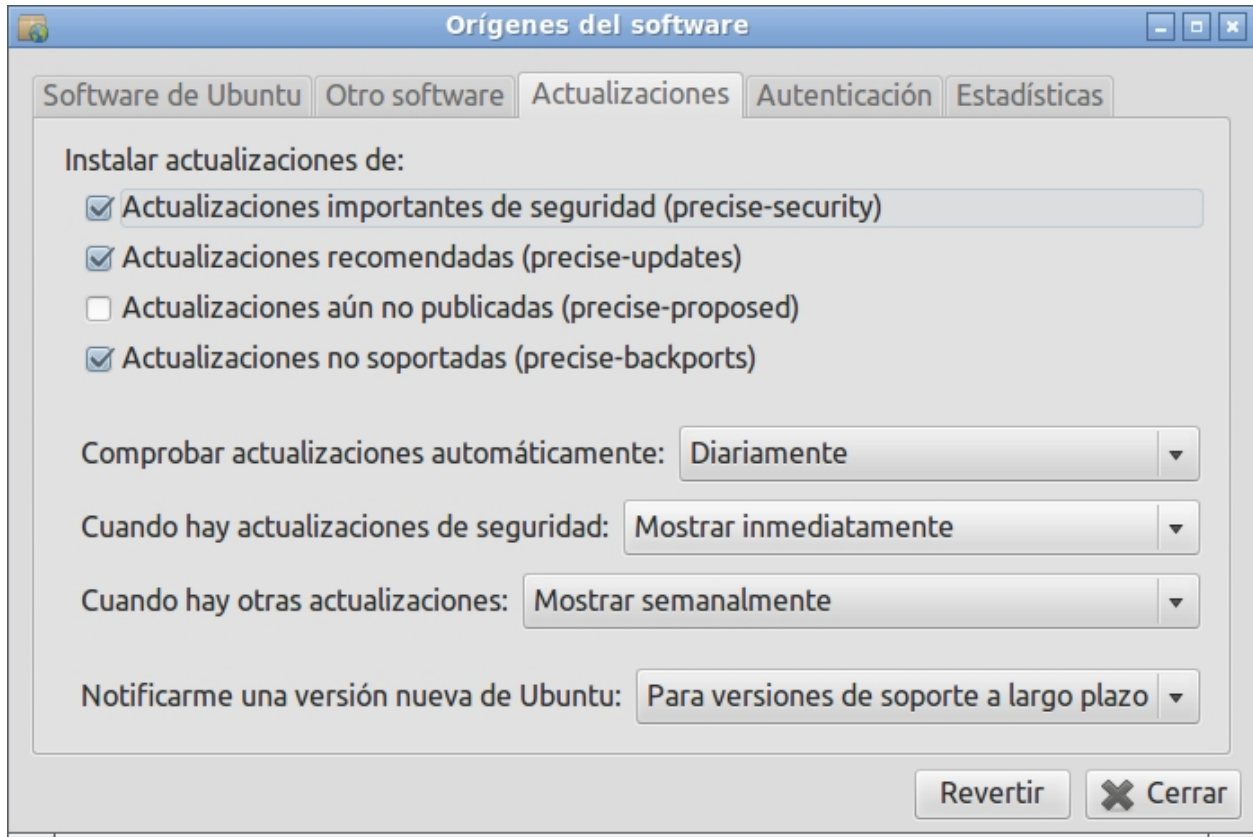 Orígenes del software
Software de Ubuntu Otro software Actualizaciones Autenticación Estadísticas
Instalar actualizaciones de:
Actualizaciones importantes de seguridad (precise-security)
Actualizaciones recomendadas (precise-updates)
Actualizaciones aún no publicadas (precise-proposed)
Actualizaciones no soportadas (precise-backports)
Comprobar actualizaciones automáticamente: Diariamente
Cuando hay actualizaciones de seguridad: Mostrar inmediatamente
Cuando hay otras actualizaciones: Mostrar semanalmente
Notificarme una versión nueva de Ubuntu: Para versiones de soporte a largo plazo
Revertir Cerrar